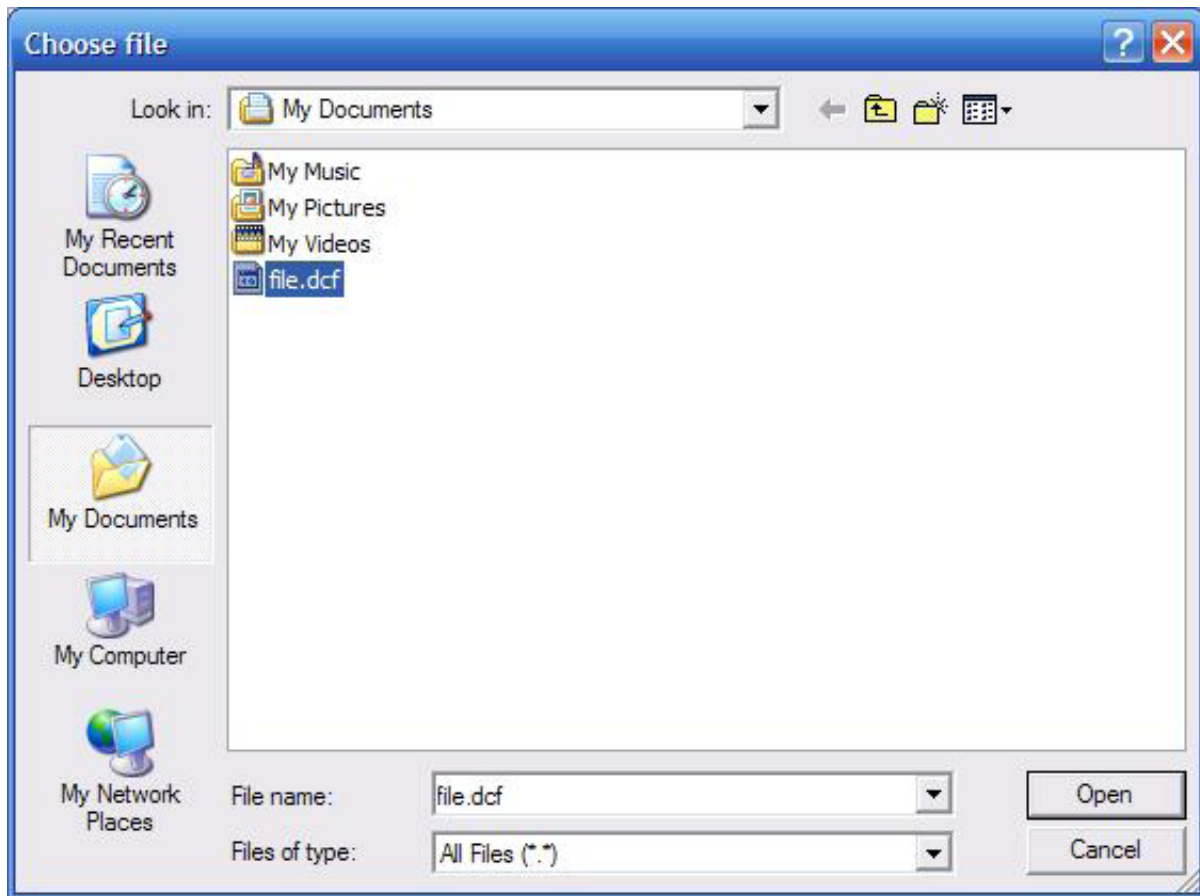 Choose file
?
Look in:
My Documents
My Music
My Pictures
My Videos
file.dcf
My Recent
Documents
Desktop
My Documents
My Computer
My Network
Places
File name:
file.dcf
Open
Files of type:
All Files (*.*)
Cancel